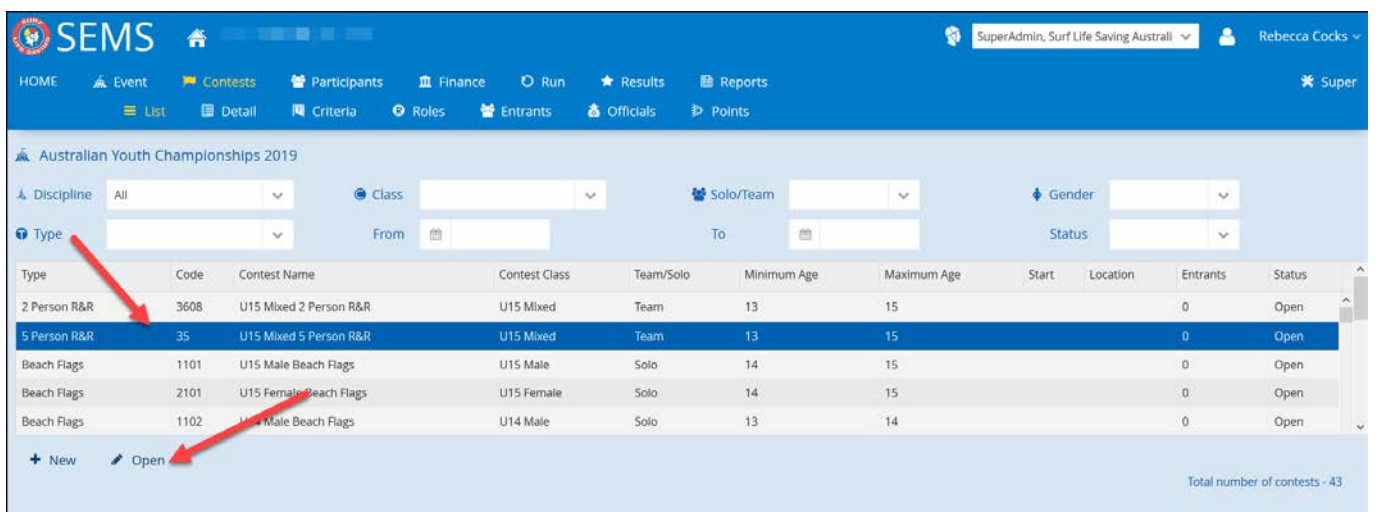 SEMS SuperAdmin, Surf Life Saving Australi Rebecca Cocks
HOME Event Contests Participants Finance Run Results Reports Super
List Detail Criteria Roles Entrants Officials Points
Australian Youth Championships 2019
Discipline All Class Solo/Team Gender
Type From To Status
Type Code Contest Name Contest Class Team/Solo Minimum Age Maximum Age Start Location Entrants Status
2 Person R&R 3608 U15 Mixed 2 Person R&R U15 Mixed Team 13 15 0 Open
5 Person R&R 35 U15 Mixed 5 Person R&R U15 Mixed Team 13 15 0 Open
Beach Flags 1101 U15 Male Beach Flags U15 Male Solo 14 15 0 Open
Beach Flags 2101 U15 Female Beach Flags U15 Female Solo 14 15 0 Open
Beach Flags 1102 U14 Male Beach Flags U14 Male Solo 13 14 0 Open
+ New Open
Total number of contests - 43